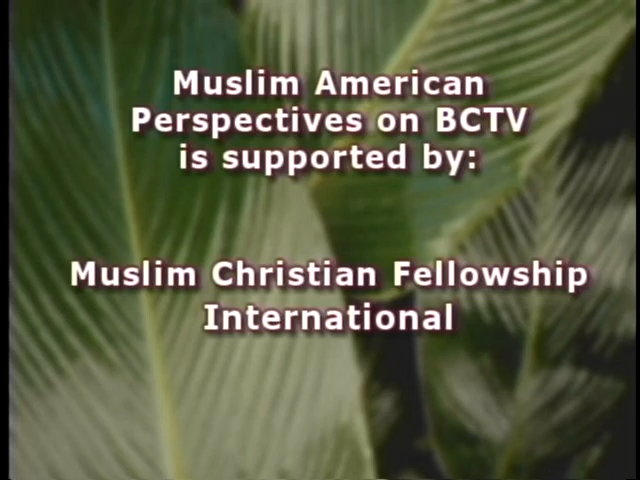 Muslim American
Perspectives on BCTV
is supported by:
Muslim Christian Fellowship
International